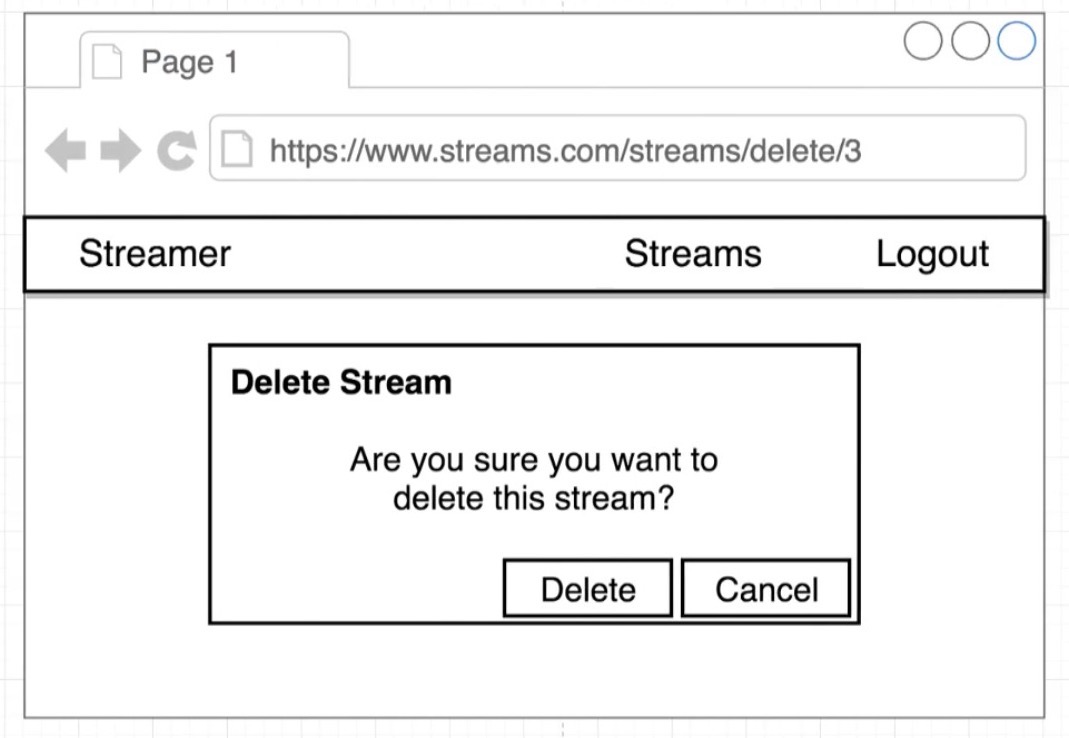 Page 1
https://www.streams.com/streams/delete/3
Streamer Streams Logout
Delete Stream
Are you sure you want to
delete this stream?
Delete Cancel